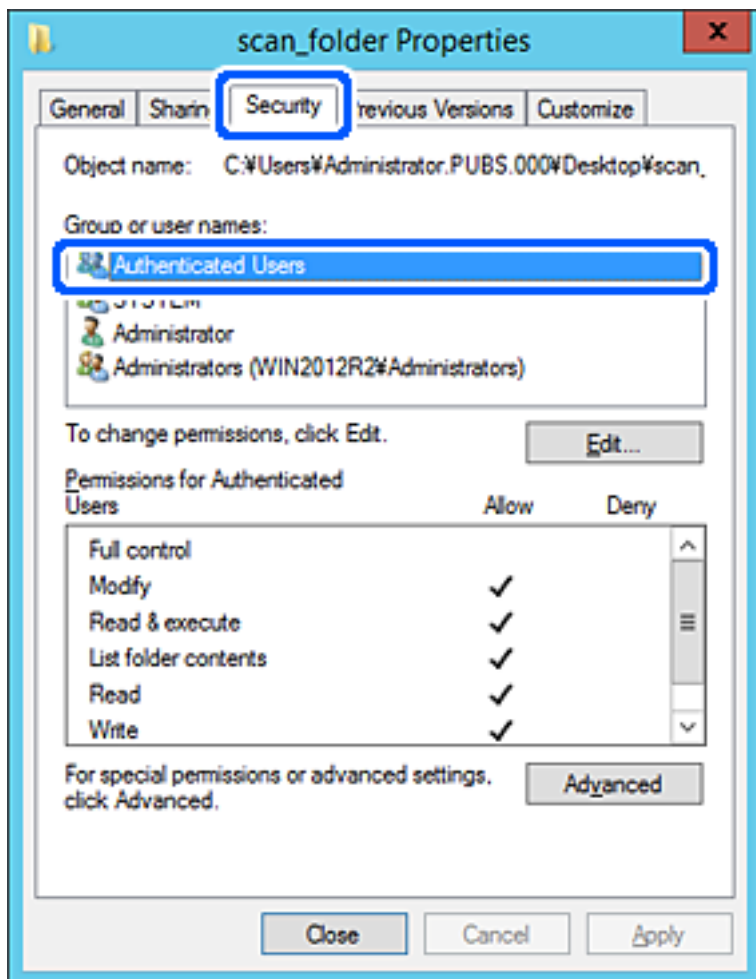 scan_folder Properties
General Security Previous Versions Customize
Object name: C:¥Users¥Administrator.PUBS.000¥Desktop¥scan_
Group or user names:
Authenticated Users
SYSTEM
Administrator
Administrators (WIN2012R2¥Administrators)
To change permissions, click Edit.
Edit...
Permissions for Authenticated
Users Allow Deny
Full control
Modify
Read & execute
List folder contents
Read
Write
For special permissions or advanced settings,
click Advanced.
Advanced
Close Cancel Apply